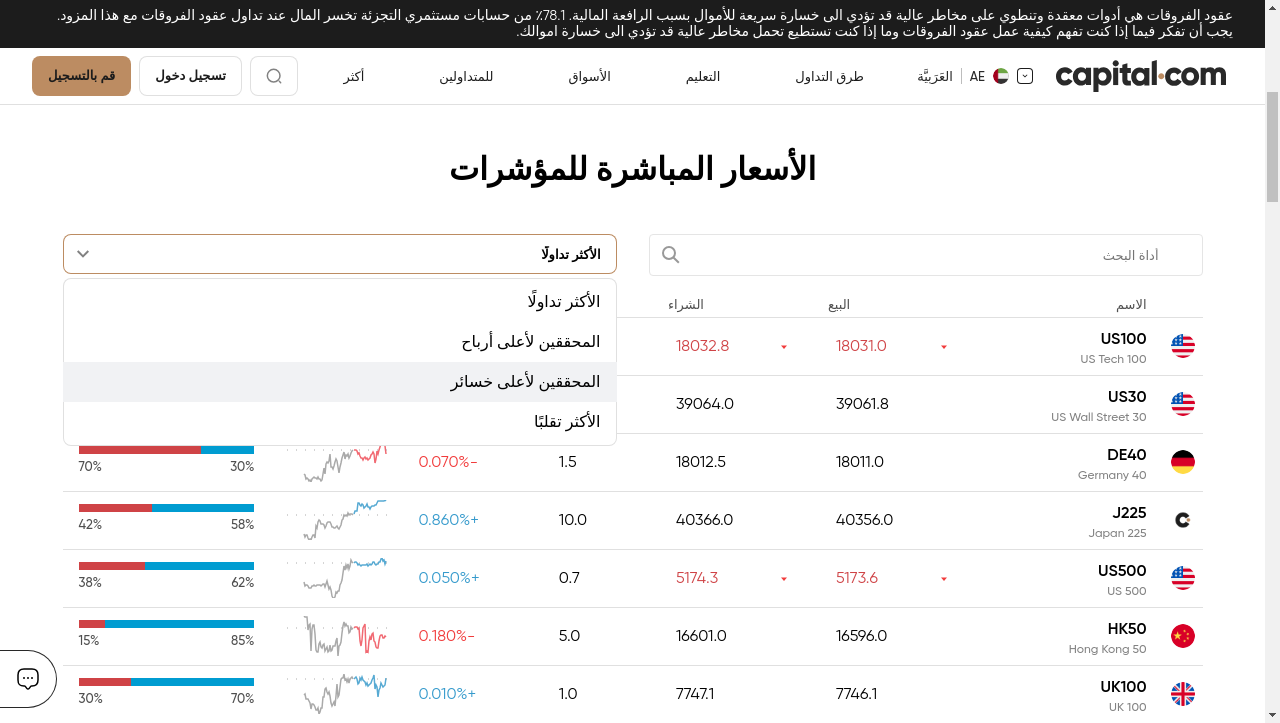 عقود الفروقات هي أدوات معقدة وتنطوي على مخاطر عالية قد تؤدي الى خسارة سريعة للأموال بسبب الرافعة المالية. 78.1٪ من حسابات مستثمري التجزئة تخسر المال عند تداول عقود الفروقات مع هذا المزود.
يجب أن تفكر فيما إذا كنت تفهم كيفية عمل عقود الفروقات وما إذا كنت تستطيع تحمل مخاطر عالية قد تؤدي الى خسارة اموالك.
capital.com
AE العَرَبيَّة
طرق التداول
التعليم
الأسواق
للمتداولين
أكثر
تسجيل دخول
قم بالتسجيل
الأسعار المباشرة للمؤشرات
أداة البحث
الأكثر تداولًا
الأكثر تداولًا
المحققين لأعلى أرباح
المحققين لأعلى خسائر
الأكثر تقلبًا
الاسم البيع الشراء
US100 18031.0 18032.8
US Tech 100
US30 39061.8 39064.0
US Wall Street 30
DE40 18011.0 18012.5 1.5 0.070%- 30% 70%
Germany 40
J225 40356.0 40366.0 10.0 0.860%+ 58% 42%
Japan 225
US500 5173.6 5174.3 0.7 0.050%+ 62% 38%
US 500
HK50 16596.0 16601.0 5.0 0.180%- 85% 15%
Hong Kong 50
UK100 7746.1 7747.1 1.0 0.010%+ 70% 30%
UK 100